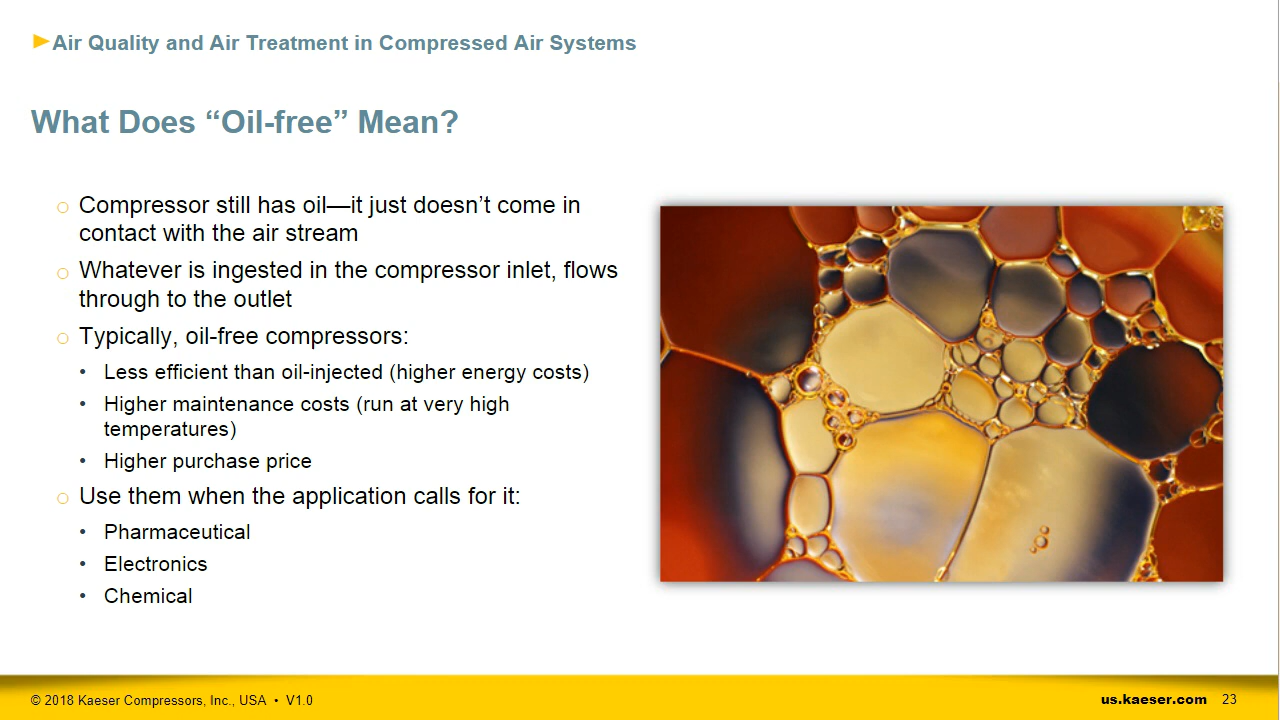 Air Quality and Air Treatment in Compressed Air Systems
What Does “Oil-free” Mean?
o Compressor still has oil—it just doesn’t come in
contact with the air stream
o Whatever is ingested in the compressor inlet, flows
through to the outlet
o Typically, oil-free compressors:
• Less efficient than oil-injected (higher energy costs)
• Higher maintenance costs (run at very high
temperatures)
• Higher purchase price
o Use them when the application calls for it:
• Pharmaceutical
• Electronics
• Chemical
© 2018 Kaeser Compressors, Inc., USA • V1.0
us.kaeser.com 23